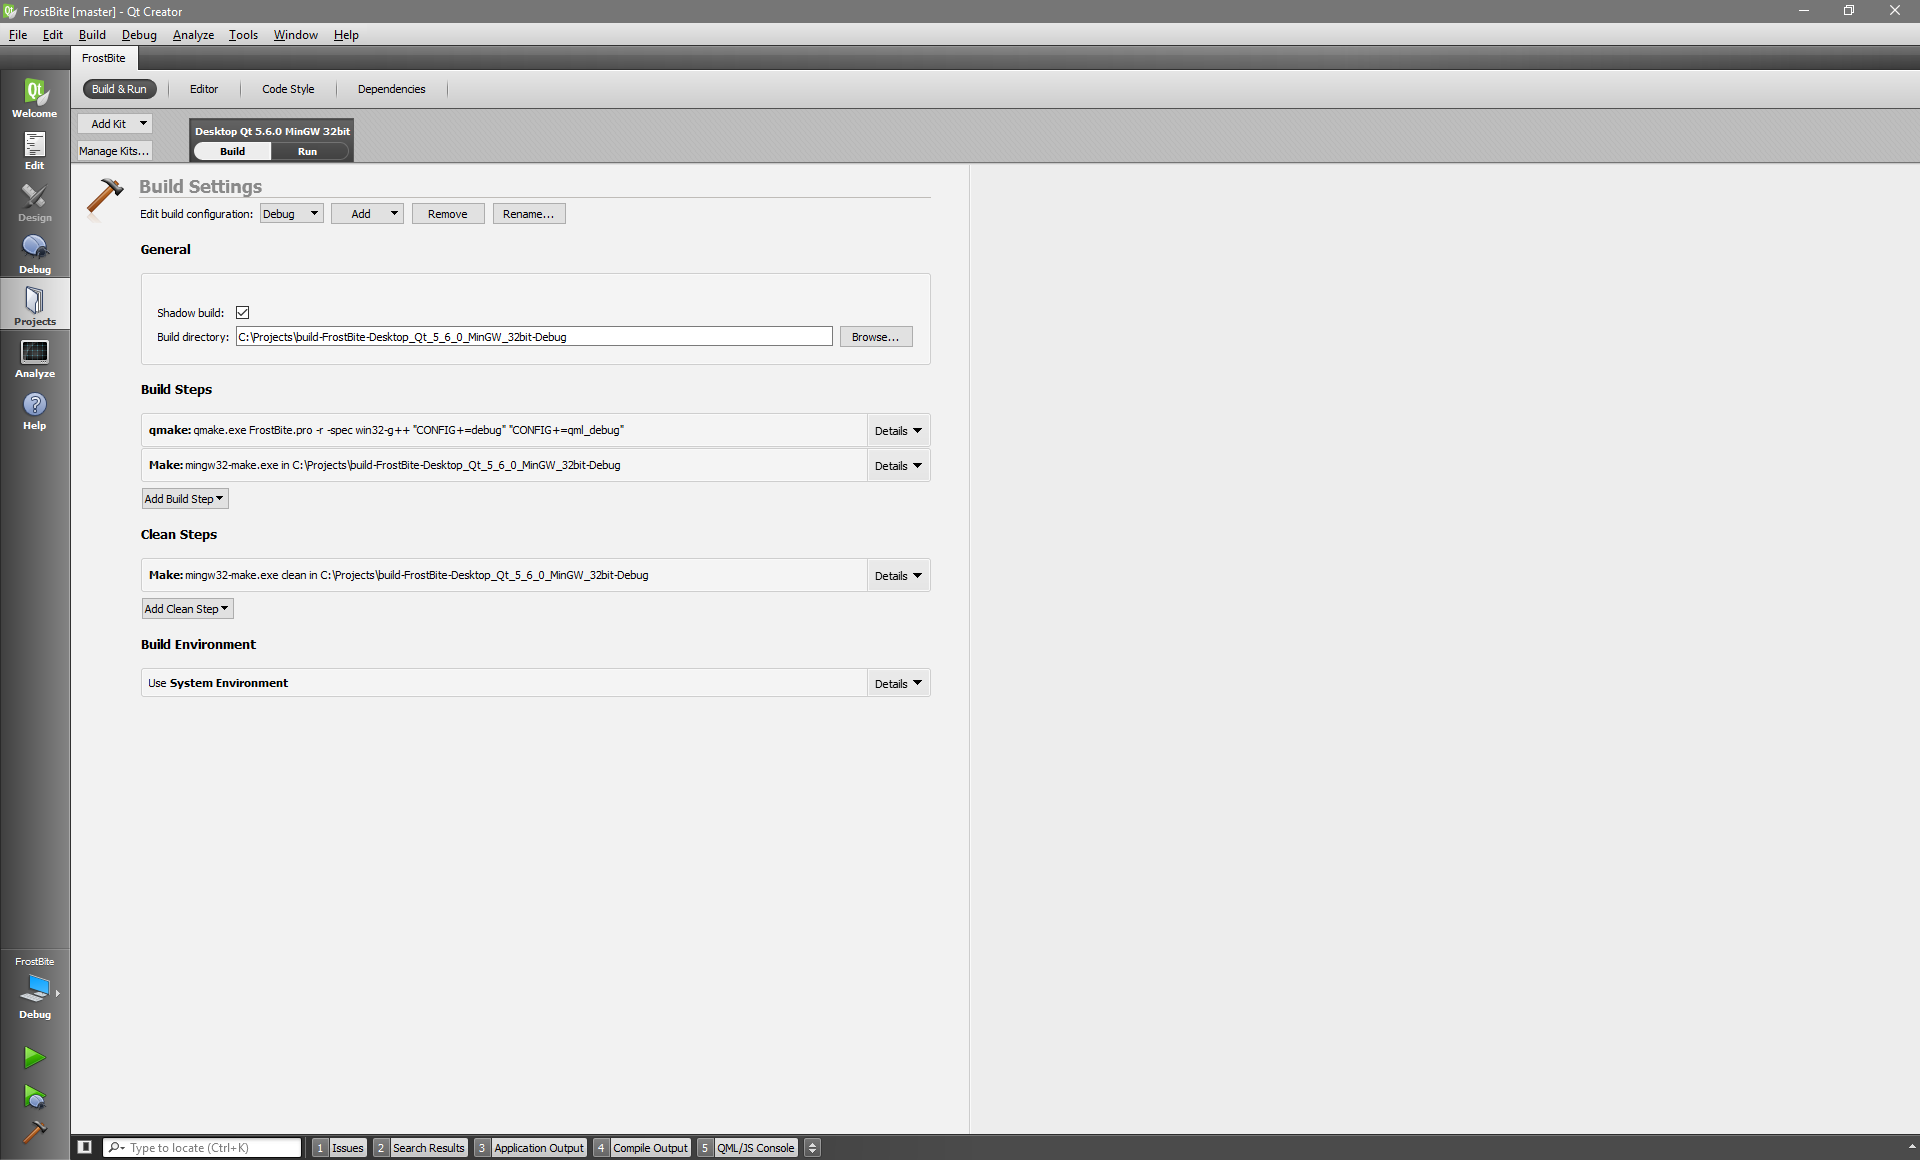 FrostBite [master] - Qt Creator
File Edit Build Debug Analyze Tools Window Help
FrostBite
Build & Run Editor Code Style Dependencies
Add Kit
Manage Kits...
Desktop Qt 5.6.0 MinGW 32bit
Build Run
Qt
Welcome
Edit
Design
Debug
Projects
Analyze
Help
Build Settings
Edit build configuration: Debug Add Remove Rename...
General
Shadow build:
Build directory: C:\Projects\build-FrostBite-Desktop_Qt_5_6_0_MinGW_32bit-Debug Browse...
Build Steps
qmake: qmake.exe FrostBite.pro -r -spec win32-g++ "CONFIG+=debug" "CONFIG+=qml_debug" Details
Make: mingw32-make.exe in C:\Projects\build-FrostBite-Desktop_Qt_5_6_0_MinGW_32bit-Debug Details
Add Build Step
Clean Steps
Make: mingw32-make.exe clean in C:\Projects\build-FrostBite-Desktop_Qt_5_6_0_MinGW_32bit-Debug Details
Add Clean Step
Build Environment
Use System Environment Details
FrostBite
Debug
Type to locate (Ctrl+K) 1 Issues 2 Search Results 3 Application Output 4 Compile Output 5 QML/JS Console